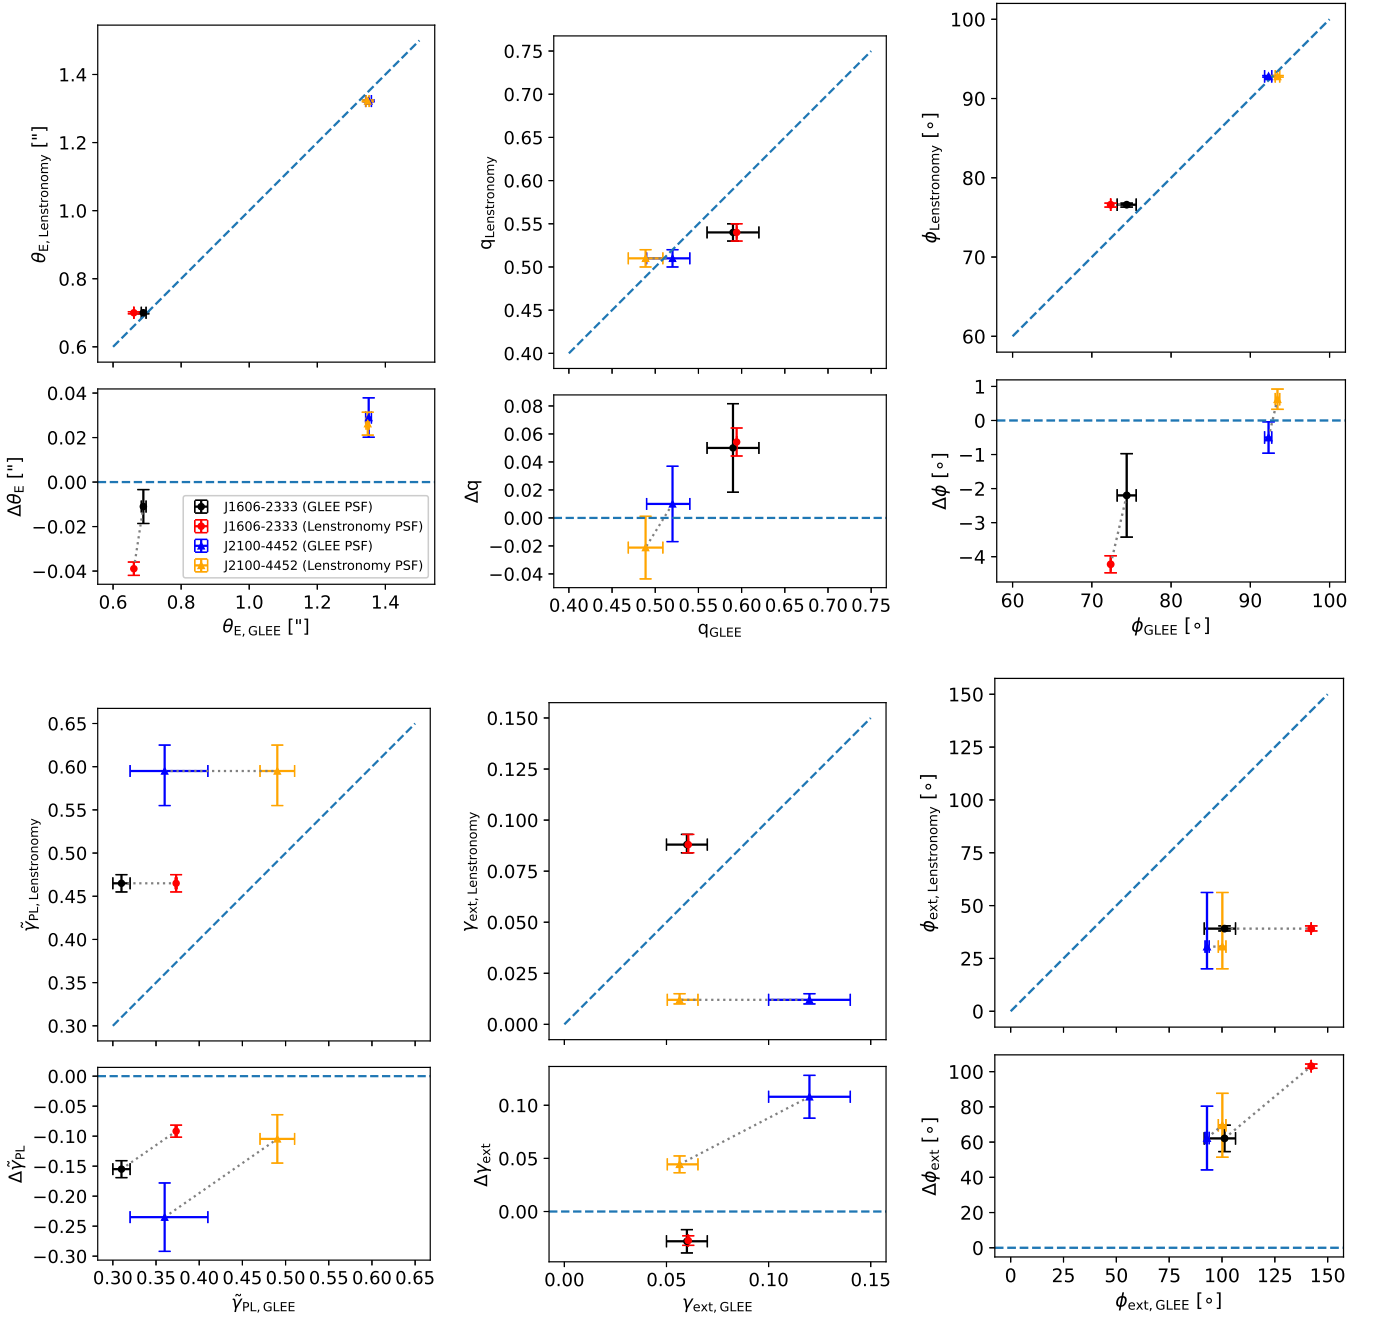 θE, Lenstronomy ["]
1.4
1.2
1.0
0.8
0.6
ΔθE ["]
0.04
0.02
0.00
−0.02
−0.04
J1606-2333 (GLEE PSF)
J1606-2333 (Lenstronomy PSF)
J2100-4452 (GLEE PSF)
J2100-4452 (Lenstronomy PSF)
0.6 0.8 1.0 1.2 1.4
θE, GLEE ["]
qLenstronomy
0.75
0.70
0.65
0.60
0.55
0.50
0.45
0.40
Δq
0.08
0.06
0.04
0.02
0.00
−0.02
−0.04
0.40 0.45 0.50 0.55 0.60 0.65 0.70 0.75
qGLEE
ϕLenstronomy [∘]
100
90
80
70
60
Δϕ [∘]
1
0
−1
−2
−3
−4
60 70 80 90 100
ϕGLEE [∘]
γ̃PL, Lenstronomy
0.65
0.60
0.55
0.50
0.45
0.40
0.35
0.30
Δγ̃PL
0.00
−0.05
−0.10
−0.15
−0.20
−0.25
−0.30
0.30 0.35 0.40 0.45 0.50 0.55 0.60 0.65
γ̃PL, GLEE
γext, Lenstronomy
0.150
0.125
0.100
0.075
0.050
0.025
0.000
Δγext
0.10
0.05
0.00
0.00 0.05 0.10 0.15
γext, GLEE
ϕext, Lenstronomy [∘]
150
125
100
75
50
25
0
Δϕext [∘]
100
80
60
40
20
0
0 25 50 75 100 125 150
ϕext, GLEE [∘]